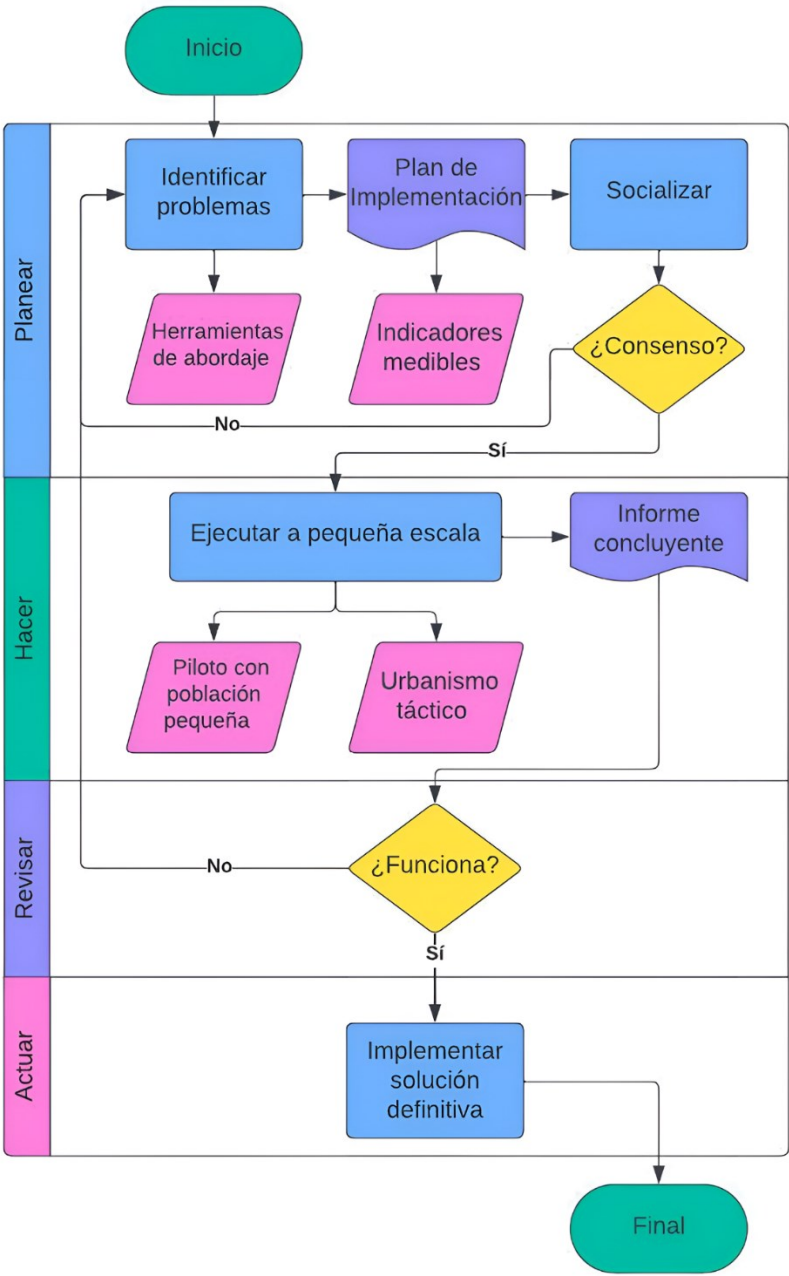 Inicio
Planear
Identificar
problemas
Plan de
Implementación
Socializar
Herramientas
de abordaje
Indicadores
medibles
¿Consenso?
No
Sí
Hacer
Ejecutar a pequeña escala
Informe
concluyente
Piloto con
población
pequeña
Urbanismo
táctico
Revisar
¿Funciona?
No
Sí
Actuar
Implementar
solución
definitiva
Final